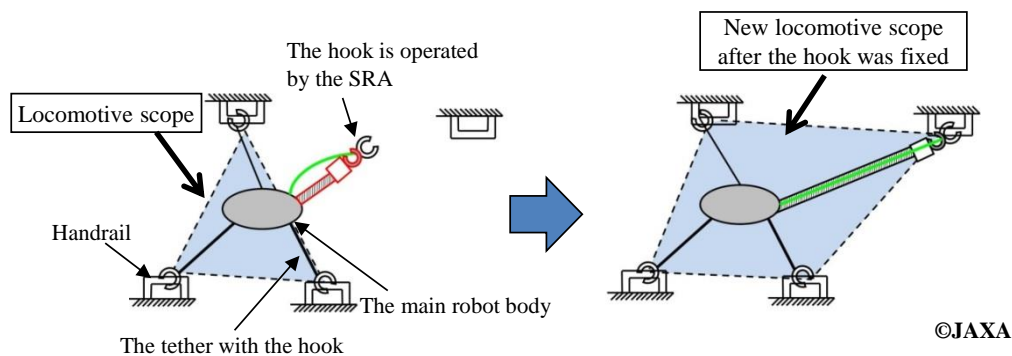 The hook is operated
by the SRA
Locomotive scope
Handrail
The main robot body
The tether with the hook
New locomotive scope
after the hook was fixed
©JAXA